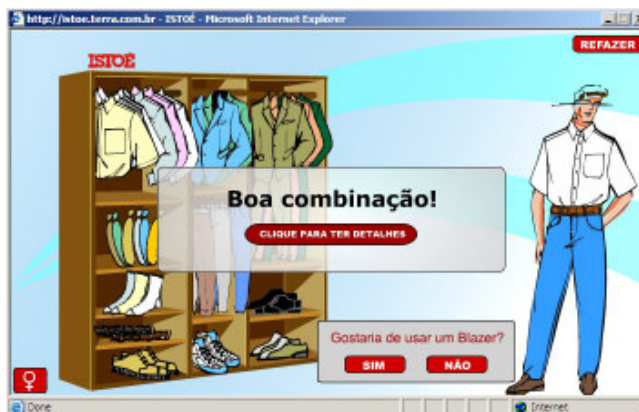 http://istoe.terra.com.br - ISTOÉ - Microsoft Internet Explorer
REFAZER
ISTOÉ
Boa combinação!
CLIQUE PARA TER DETALHES
Gostaria de usar um Blazer?
SIM NÃO
Done Internet